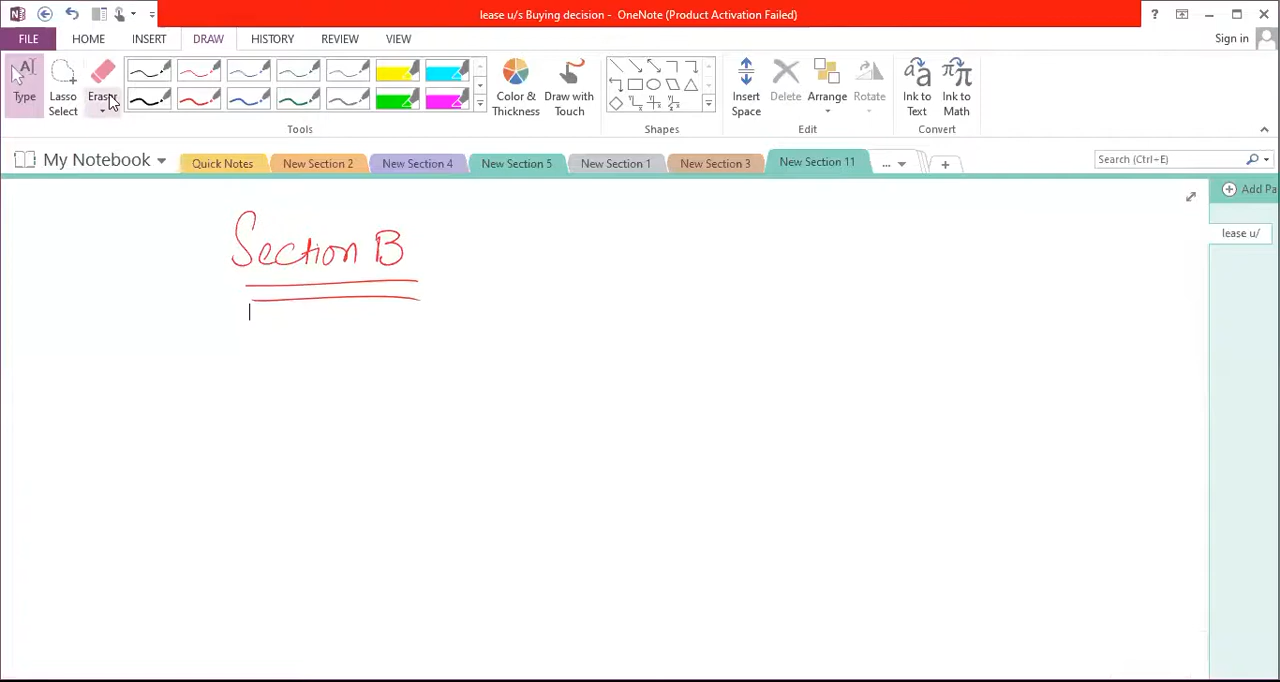 lease u/s Buying decision - OneNote (Product Activation Failed)
?
FILE HOME INSERT DRAW HISTORY REVIEW VIEW
Sign in
Type
Lasso Select
Eraser
Color & Thickness
Draw with Touch
Insert Space
Delete
Arrange
Rotate
Ink to Text
Ink to Math
Tools
Shapes
Edit
Convert
My Notebook
Quick Notes New Section 2 New Section 4 New Section 5 New Section 1 New Section 3 New Section 11 ...
Search (Ctrl+E)
Add Pa
lease u/
Section B